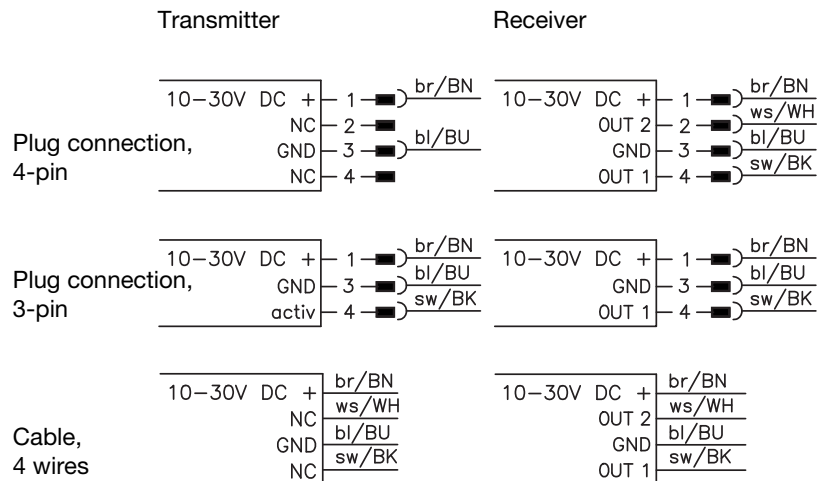 Transmitter
Receiver
Plug connection,
4-pin
10-30V DC + 1 br/BN
NC 2
GND 3 bl/BU
NC 4
10-30V DC + 1 br/BN
OUT 2 2 ws/WH
GND 3 bl/BU
OUT 1 4 sw/BK
Plug connection,
3-pin
10-30V DC + 1 br/BN
GND 3 bl/BU
activ 4 sw/BK
10-30V DC + 1 br/BN
GND 3 bl/BU
OUT 1 4 sw/BK
Cable,
4 wires
10-30V DC + br/BN
NC ws/WH
GND bl/BU
NC sw/BK
10-30V DC + br/BN
OUT 2 ws/WH
GND bl/BU
OUT 1 sw/BK